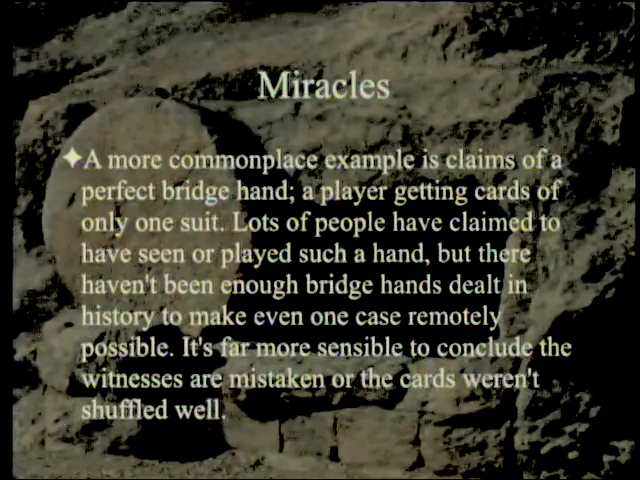 Miracles
✦A more commonplace example is claims of a
perfect bridge hand; a player getting cards of
only one suit. Lots of people have claimed to
have seen or played such a hand, but there
haven't been enough bridge hands dealt in
history to make even one case remotely
possible. It's far more sensible to conclude the
witnesses are mistaken or the cards weren't
shuffled well.